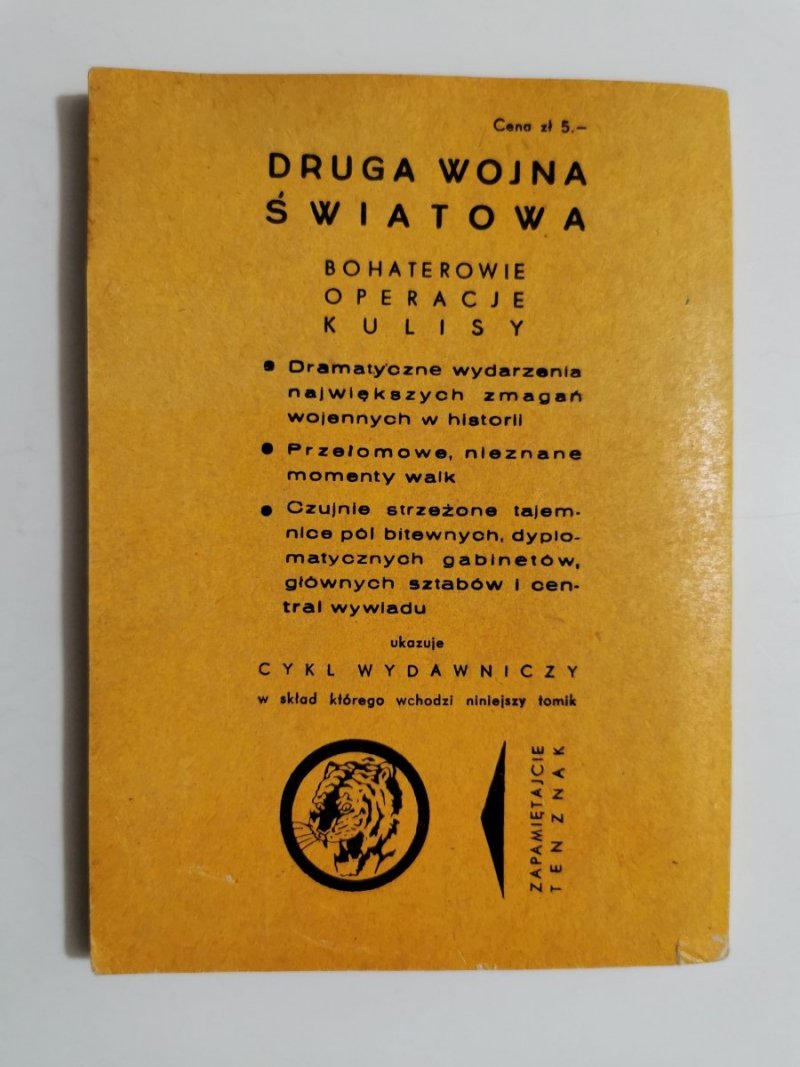 Cena zł 5.–
DRUGA WOJNA
ŚWIATOWA
BOHATEROWIE
OPERACJE
KULISY
• Dramatyczne wydarzenia
największych zmagań
wojennych w historii
• Przełomowe, nieznane
momenty walk
• Czujnie strzeżone tajem-
nice pól bitewnych, dyplo-
matycznych gabinetów,
głównych sztabów i cen-
tral wywiadu
ukazuje
CYKL WYDAWNICZY
w skład którego wchodzi niniejszy tomik
ZAPAMIĘTAJCIE
TEN ZNAK